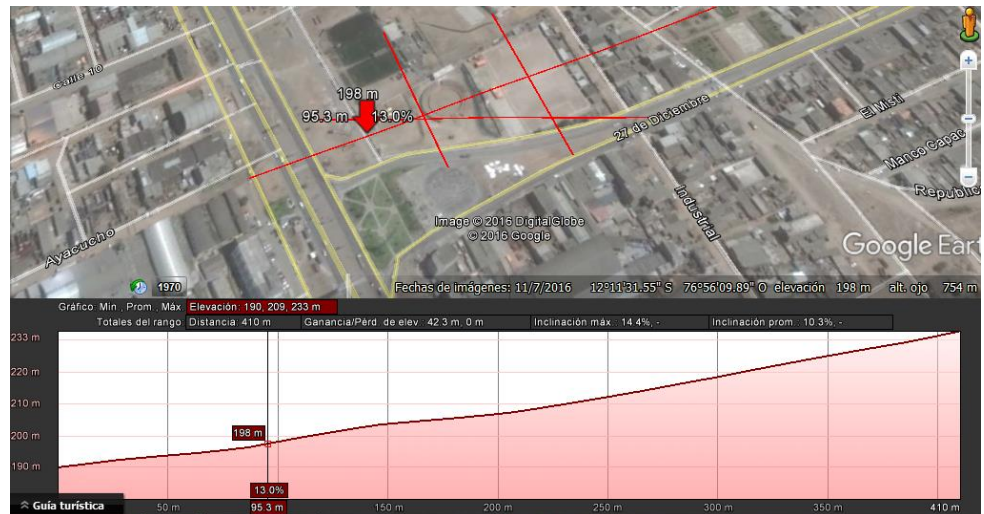 Calle 10
198 m
95.3 m 13.0%
27 de Diciembre
El Misti
Manco Capac
Republic
Industrial
Ayacucho
Image © 2016 DigitalGlobe
© 2016 Google
Google Eart
1970
Fechas de imágenes: 11/7/2016 12°11'31.55" S 76°56'09.89" O elevación 198 m alt. ojo 754 m
Gráfico: Mín., Prom., Máx. Elevación: 190, 209, 233 m
Totales del rango: Distancia: 410 m Ganancia/Pérd. de elev.: 42.3 m, 0 m Inclinación máx.: 14.4%, - Inclinación prom.: 10.3%, -
233 m
220 m
210 m
200 m
190 m
198 m
13.0%
Guía turística 50 m 95.3 m 150 m 200 m 250 m 300 m 350 m 410 m